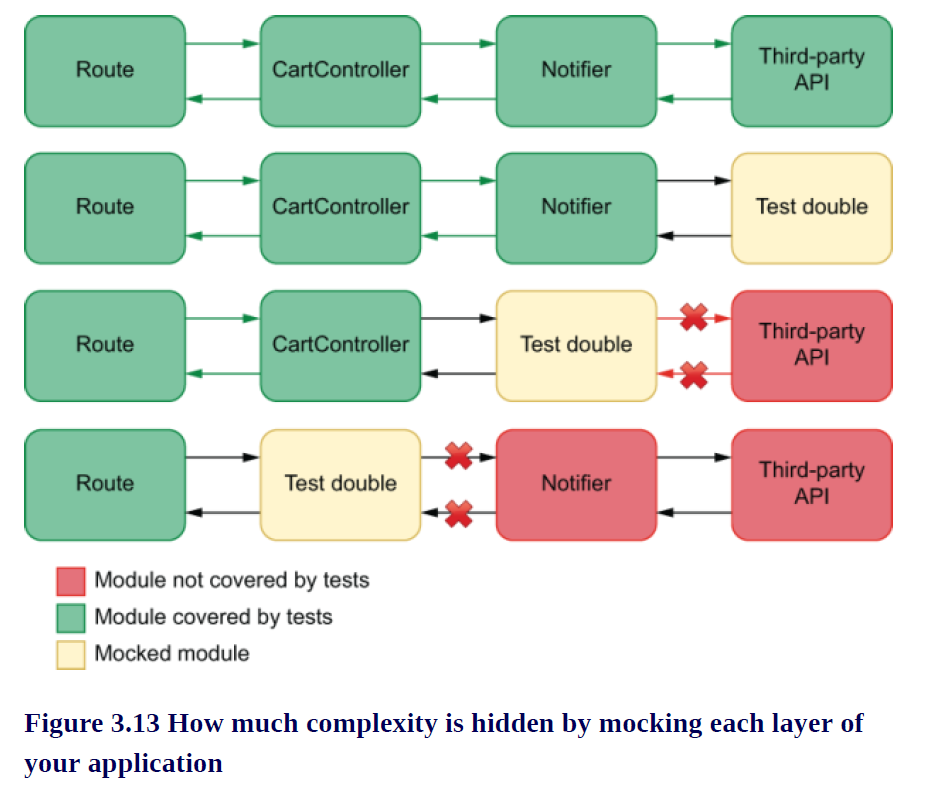 Route
CartController
Notifier
Third-party
API
Route
CartController
Notifier
Test double
Route
CartController
Test double
Third-party
API
Route
Test double
Notifier
Third-party
API
Module not covered by tests
Module covered by tests
Mocked module
Figure 3.13 How much complexity is hidden by mocking each layer of
your application